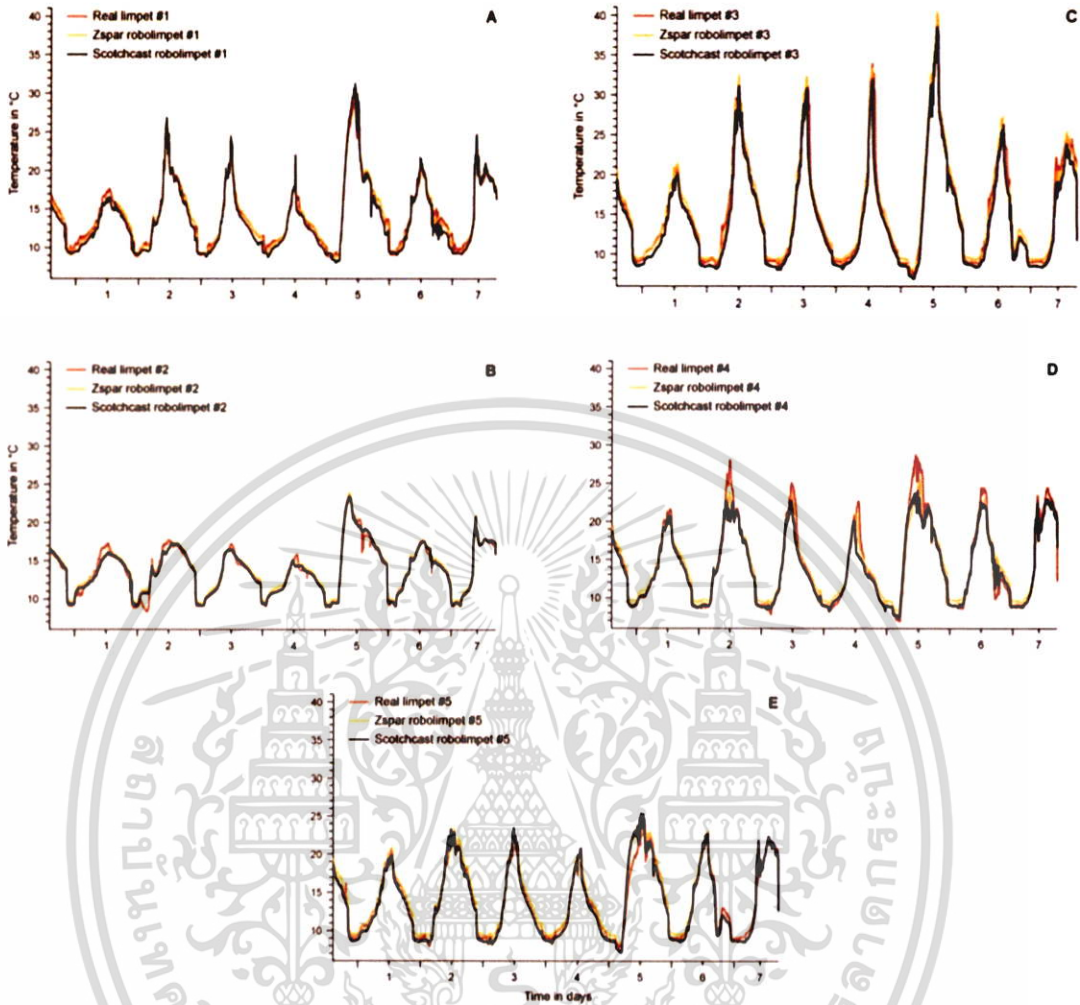 A
Real limpet #1
Zspar robolimpet #1
Scotchcast robolimpet #1
Temperature in °C
40
35
30
25
20
15
10
1 2 3 4 5 6 7
C
Real limpet #3
Zspar robolimpet #3
Scotchcast robolimpet #3
Temperature in °C
40
35
30
25
20
15
10
1 2 3 4 5 6 7
B
Real limpet #2
Zspar robolimpet #2
Scotchcast robolimpet #2
Temperature in °C
40
35
30
25
20
15
10
1 2 3 4 5 6 7
D
Real limpet #4
Zspar robolimpet #4
Scotchcast robolimpet #4
40
35
30
25
20
15
10
1 2 3 4 5 6 7
E
Real limpet #5
Zspar robolimpet #5
Scotchcast robolimpet #5
40
35
30
25
20
15
10
1 2 3 4 5 6 7
Time in days